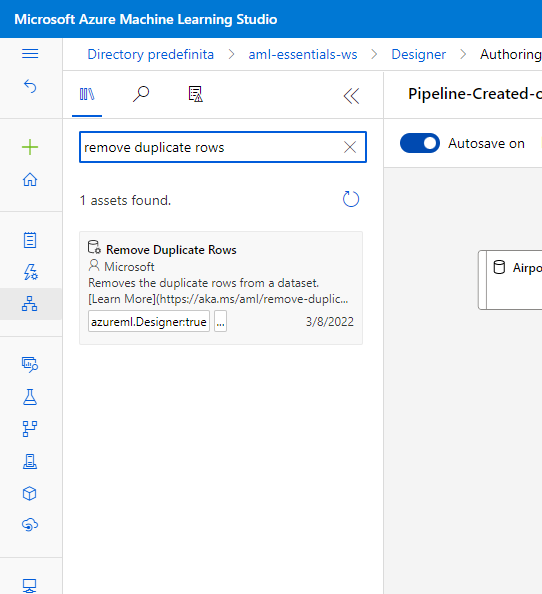 Microsoft Azure Machine Learning Studio
Directory predefinita > aml-essentials-ws > Designer > Authoring
Pipeline-Created-o
remove duplicate rows
Autosave on
1 assets found.
Remove Duplicate Rows
Microsoft
Removes the duplicate rows from a dataset.
[Learn More](https://aka.ms/aml/remove-duplic...
azureml.Designer:true ... 3/8/2022
Airpo